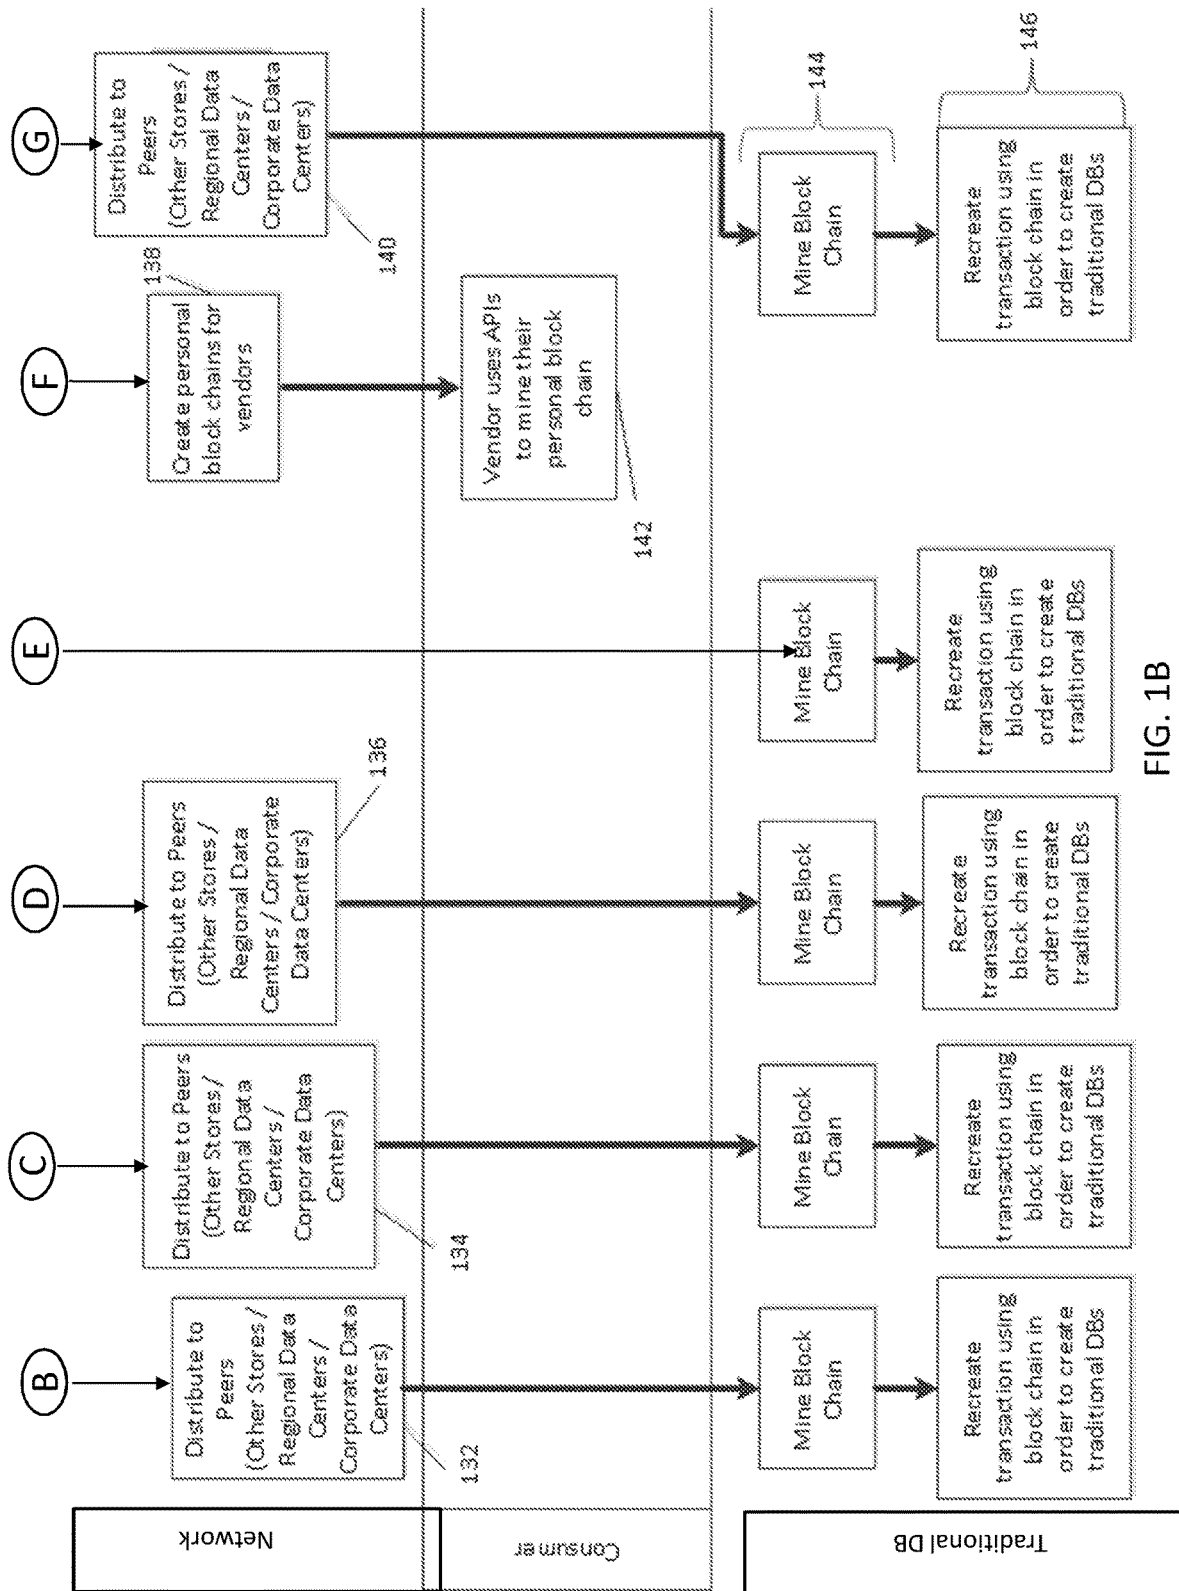 B
C
D
E
F
G
Network
Distribute to
Peers
(Other Stores /
Regional Data
Centers /
Corporate Data
Centers)
132
Distribute to Peers
(Other Stores /
Regional Data
Centers /
Corporate Data
Centers)
134
Distribute to Peers
(Other Stores /
Regional Data
Centers / Corporate
Data Centers)
136
Create personal
block chains for
vendors
138
Distribute to
Peers
(Other Stores /
Regional Data
Centers /
Corporate Data
Centers)
140
Consumer
Vendor uses APIs
to mine their
personal block
chain
142
Traditional DB
Mine Block
Chain
Mine Block
Chain
Mine Block
Chain
Mine Block
Chain
Mine Block
Chain
144
Recreate
transaction using
block chain in
order to create
traditional DBs
Recreate
transaction using
block chain in
order to create
traditional DBs
Recreate
transaction using
block chain in
order to create
traditional DBs
Recreate
transaction using
block chain in
order to create
traditional DBs
Recreate
transaction using
block chain in
order to create
traditional DBs
146
FIG. 1B